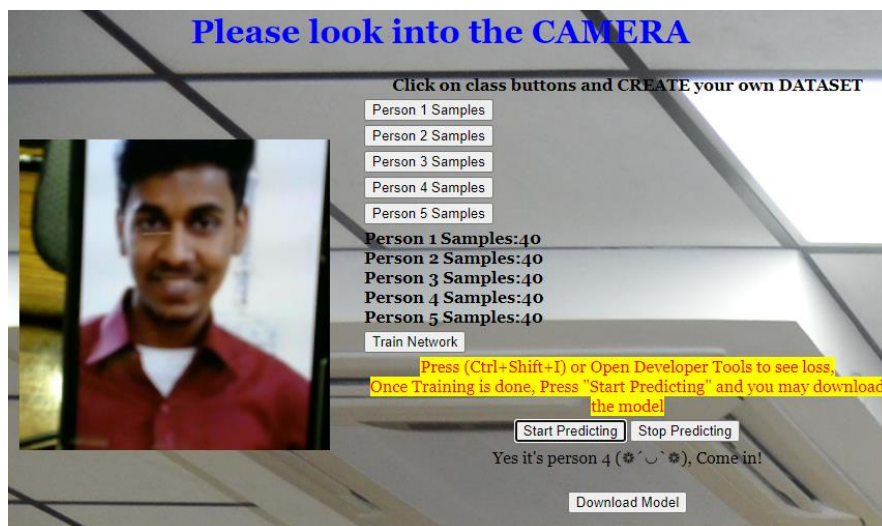 Please look into the CAMERA
Click on class buttons and CREATE your own DATASET
Person 1 Samples
Person 2 Samples
Person 3 Samples
Person 4 Samples
Person 5 Samples
Person 1 Samples:40
Person 2 Samples:40
Person 3 Samples:40
Person 4 Samples:40
Person 5 Samples:40
Train Network
Press (Ctrl+Shift+I) or Open Developer Tools to see loss,
Once Training is done, Press "Start Predicting" and you may download
the model
Start Predicting Stop Predicting
Yes it's person 4 (❁´◡`❁), Come in!
Download Model